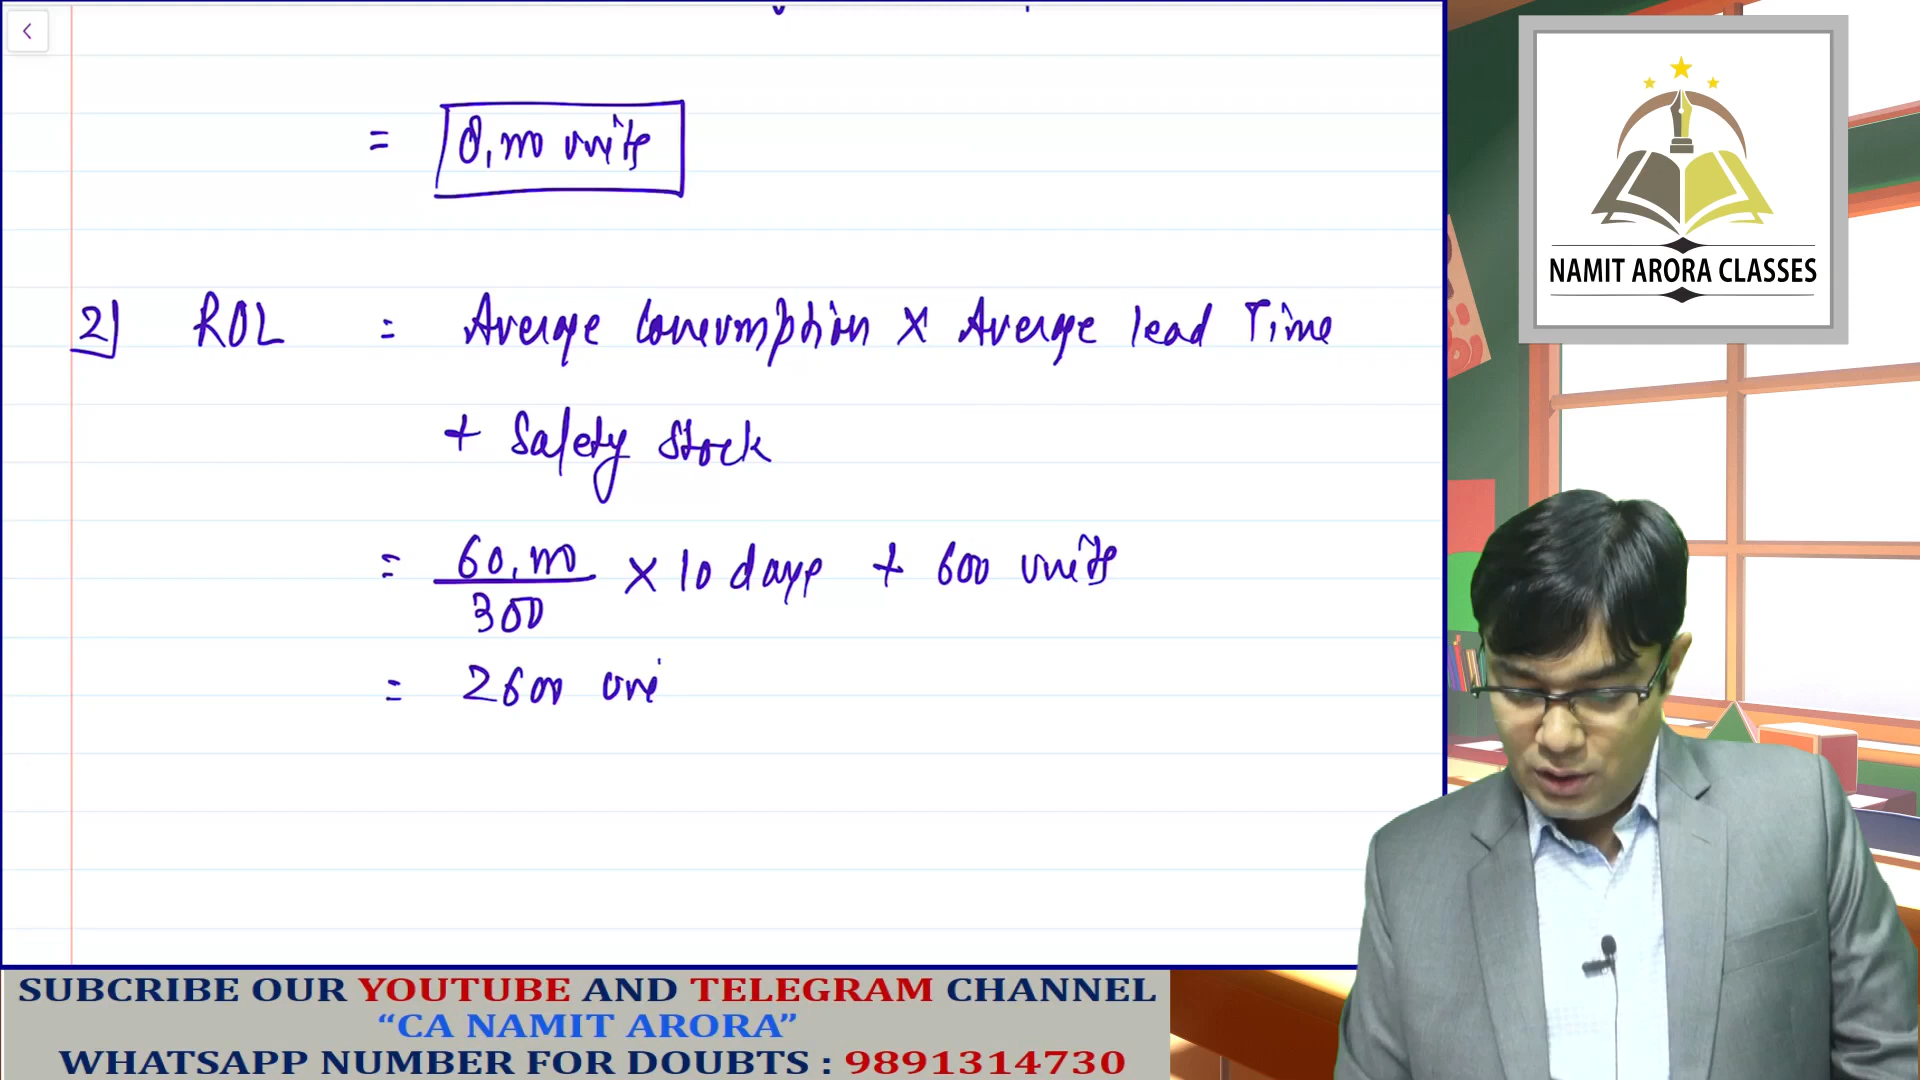 = 8,000 units
2) ROL = Average Consumption × Average lead Time
+ Safety Stock
= 60,000 / 300 × 10 days + 600 units
= 2600 uni
NAMIT ARORA CLASSES
SUBCRIBE OUR YOUTUBE AND TELEGRAM CHANNEL
“CA NAMIT ARORA”
WHATSAPP NUMBER FOR DOUBTS : 9891314730